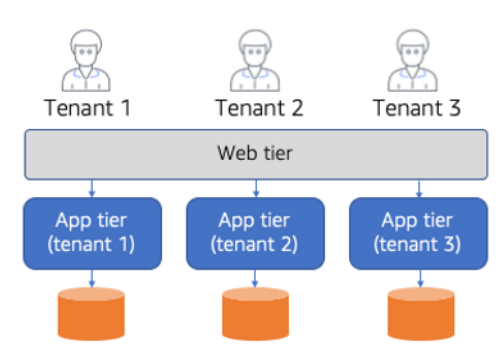 Tenant 1
Tenant 2
Tenant 3
Web tier
App tier
(tenant 1)
App tier
(tenant 2)
App tier
(tenant 3)